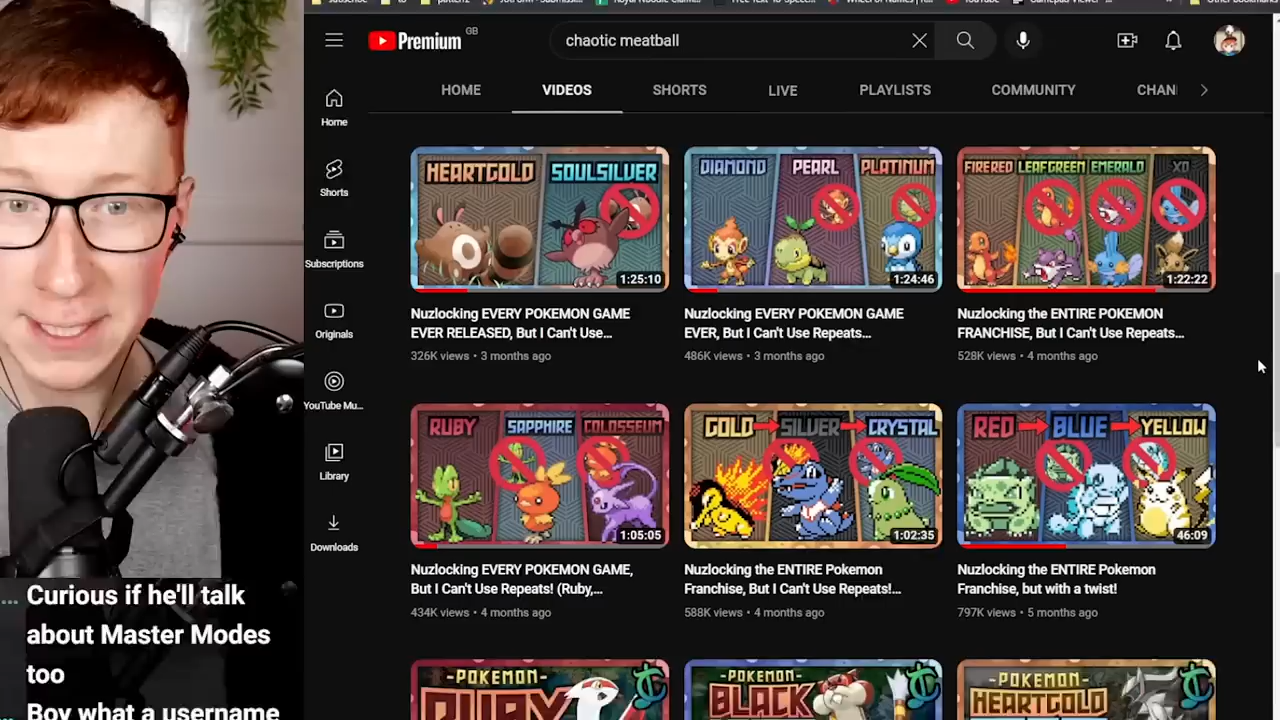 Premium GB
chaotic meatball
HOME VIDEOS SHORTS LIVE PLAYLISTS COMMUNITY CHAN
Home
Shorts
Subscriptions
Originals
YouTube Mu...
Library
Downloads
HEARTGOLD SOULSILVER
1:25:10
DIAMOND PEARL PLATINUM
1:24:46
FIRERED LEAFGREEN EMERALD XD
1:22:22
Nuzlocking EVERY POKEMON GAME
EVER RELEASED, But I Can't Use...
326K views • 3 months ago
Nuzlocking EVERY POKEMON GAME
EVER, But I Can't Use Repeats...
486K views • 3 months ago
Nuzlocking the ENTIRE POKEMON
FRANCHISE, But I Can't Use Repeats...
528K views • 4 months ago
RUBY SAPPHIRE COLOSSEUM
1:05:05
GOLD SILVER CRYSTAL
1:02:35
RED BLUE YELLOW
46:09
Nuzlocking EVERY POKEMON GAME,
But I Can't Use Repeats! (Ruby,...
434K views • 4 months ago
Nuzlocking the ENTIRE Pokemon
Franchise, But I Can't Use Repeats!...
588K views • 4 months ago
Nuzlocking the ENTIRE Pokemon
Franchise, but with a twist!
797K views • 5 months ago
-POKEMON-
RUBY
-POKEMON-
BLACK
-POKEMON-
HEARTGOLD
... Curious if he'll talk
about Master Modes
too
... Boy what a username